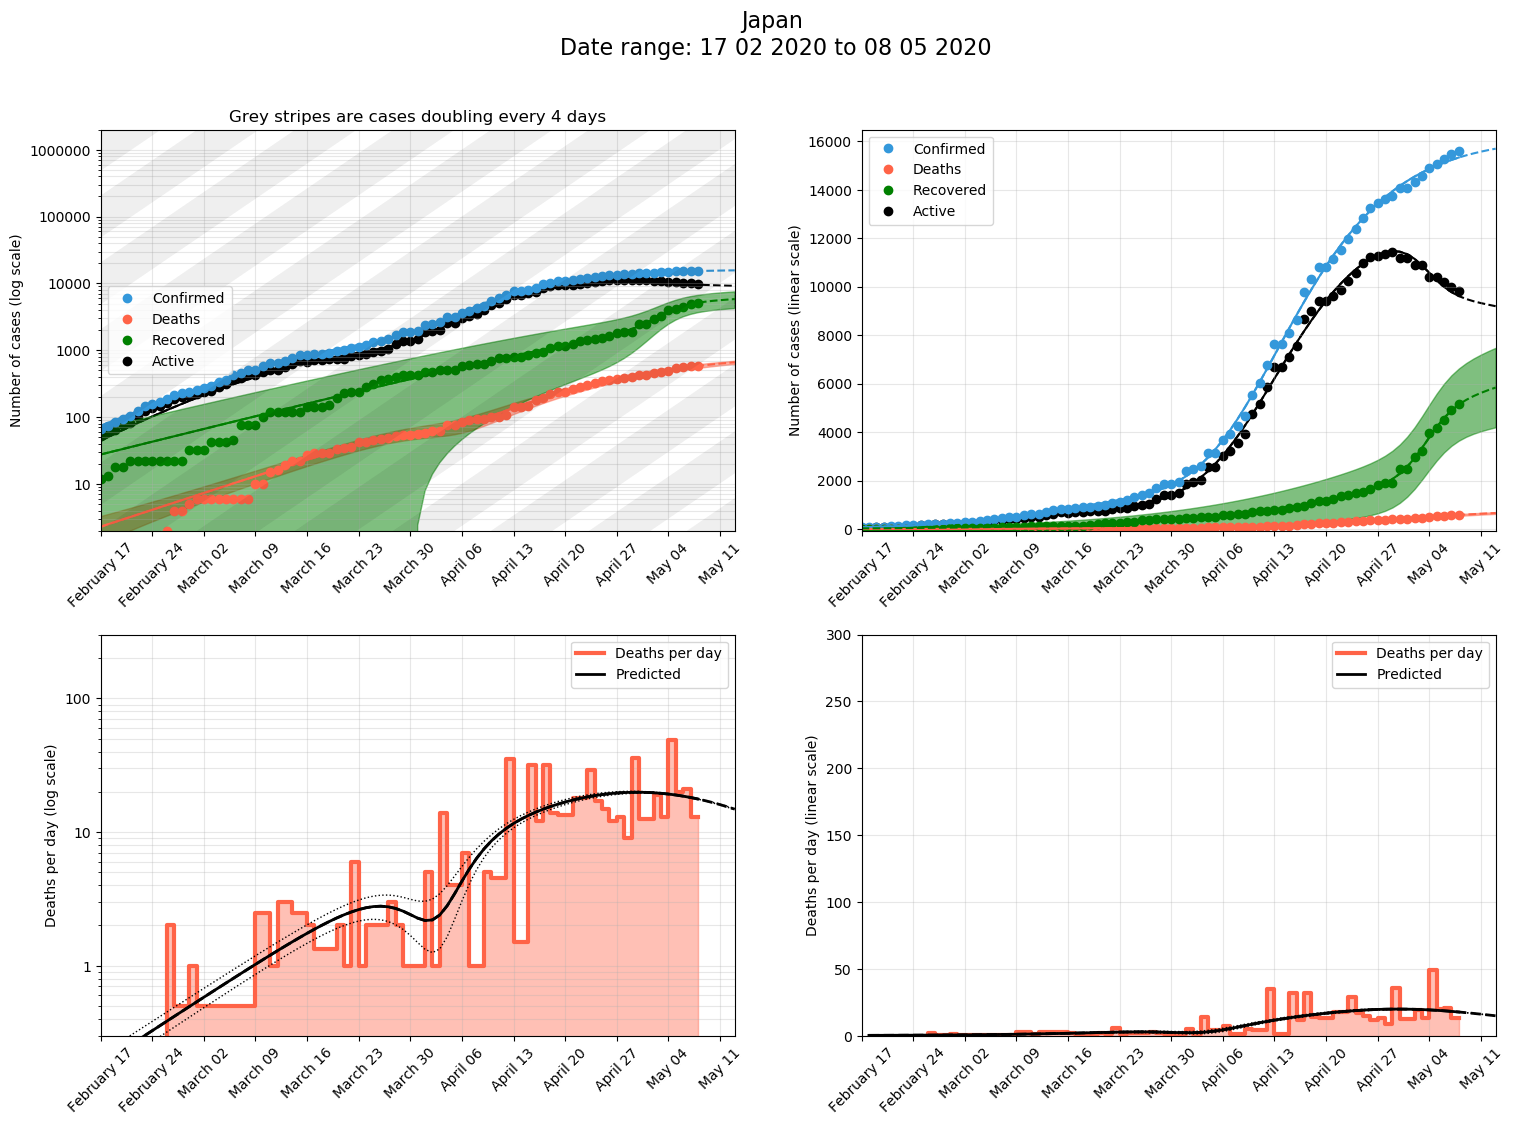 Japan
Date range: 17 02 2020 to 08 05 2020
Grey stripes are cases doubling every 4 days
Number of cases (log scale)
1000000
100000
10000
1000
100
10
Confirmed
Deaths
Recovered
Active
February 17
February 24
March 02
March 09
March 16
March 23
March 30
April 06
April 13
April 20
April 27
May 04
May 11
Number of cases (linear scale)
16000
14000
12000
10000
8000
6000
4000
2000
0
Confirmed
Deaths
Recovered
Active
February 17
February 24
March 02
March 09
March 16
March 23
March 30
April 06
April 13
April 20
April 27
May 04
May 11
Deaths per day (log scale)
100
10
1
Deaths per day
Predicted
February 17
February 24
March 02
March 09
March 16
March 23
March 30
April 06
April 13
April 20
April 27
May 04
May 11
Deaths per day (linear scale)
300
250
200
150
100
50
0
Deaths per day
Predicted
February 17
February 24
March 02
March 09
March 16
March 23
March 30
April 06
April 13
April 20
April 27
May 04
May 11